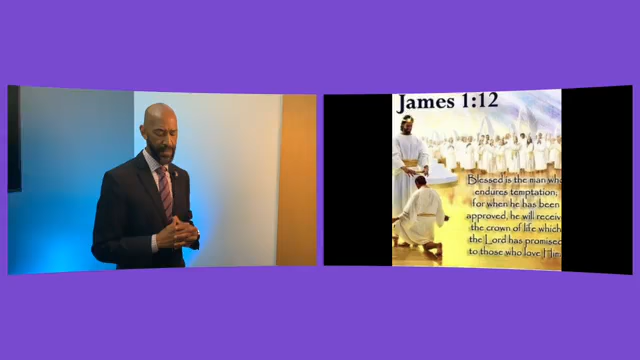 James 1:12
Blessed is the man who
endures temptation,
for when he has been
approved, he will receiv
the crown of life which
the Lord has promised
to those who love Him.